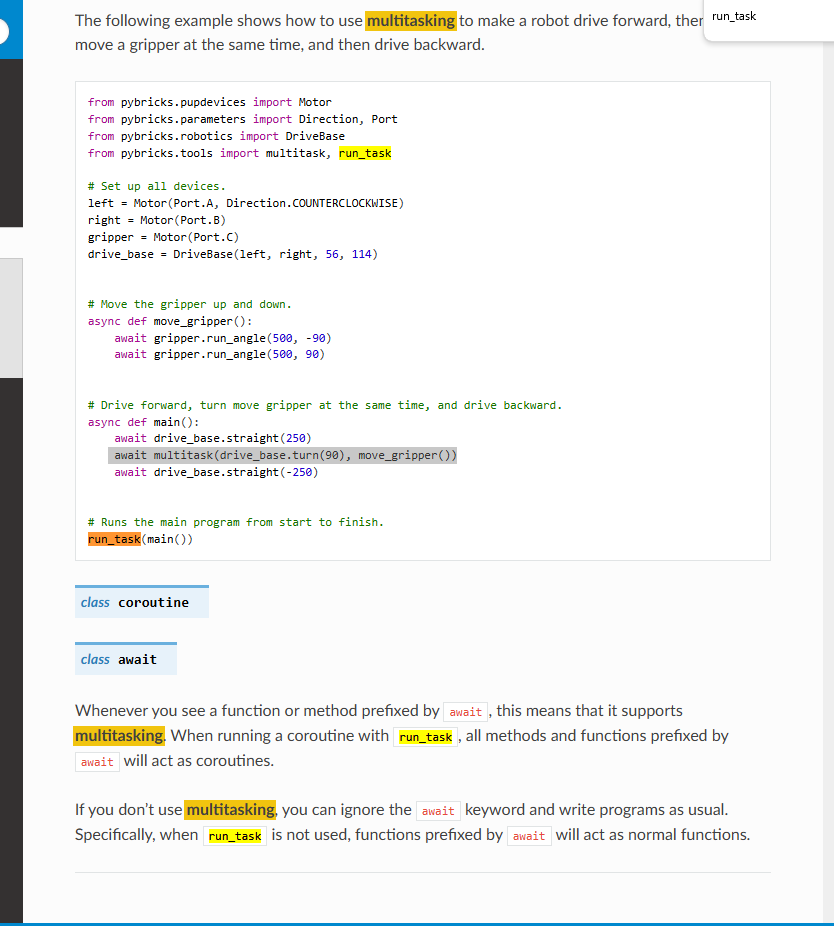 The following example shows how to use multitasking to make a robot drive forward, then
run_task
move a gripper at the same time, and then drive backward.
from pybricks.pupdevices import Motor
from pybricks.parameters import Direction, Port
from pybricks.robotics import DriveBase
from pybricks.tools import multitask, run_task
# Set up all devices.
left = Motor(Port.A, Direction.COUNTERCLOCKWISE)
right = Motor(Port.B)
gripper = Motor(Port.C)
drive_base = DriveBase(left, right, 56, 114)
# Move the gripper up and down.
async def move_gripper():
    await gripper.run_angle(500, -90)
    await gripper.run_angle(500, 90)
# Drive forward, turn move gripper at the same time, and drive backward.
async def main():
    await drive_base.straight(250)
    await multitask(drive_base.turn(90), move_gripper())
    await drive_base.straight(-250)
# Runs the main program from start to finish.
run_task(main())
class coroutine
class await
Whenever you see a function or method prefixed by await , this means that it supports
multitasking. When running a coroutine with run_task , all methods and functions prefixed by
await will act as coroutines.
If you don't use multitasking, you can ignore the await keyword and write programs as usual.
Specifically, when run_task is not used, functions prefixed by await will act as normal functions.